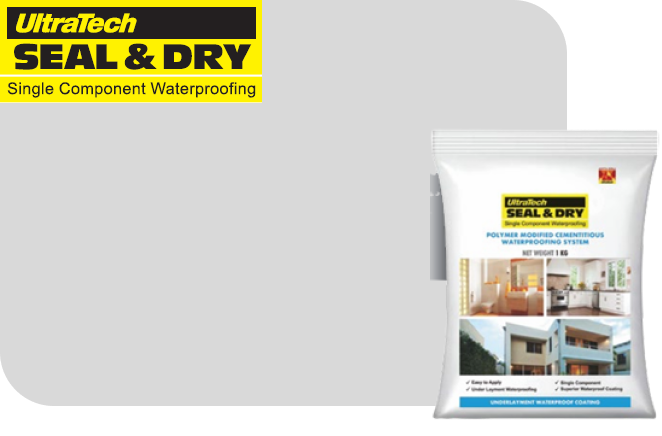 UltraTech
SEAL & DRY
Single Component Waterproofing
UltraTech
SEAL & DRY
Single Component Waterproofing
POLYMER MODIFIED CEMENTITIOUS
WATERPROOFING SYSTEM
NET WEIGHT 1 KG
✓ Easy to Apply
✓ Single Component
✓ Under Layment Waterproofing
✓ Superior Waterproof Coating
UNDERLAYMENT WATERPROOF COATING